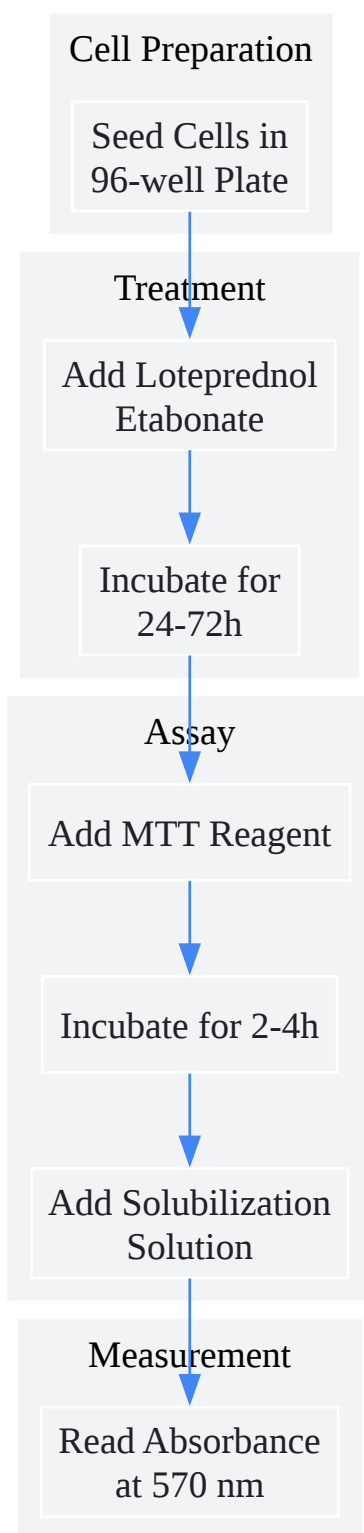 Cell Preparation
Seed Cells in
96-well Plate
Treatment
Add Loteprednol
Etabonate
Incubate for
24-72h
Assay
Add MTT Reagent
Incubate for 2-4h
Add Solubilization
Solution
Measurement
Read Absorbance
at 570 nm